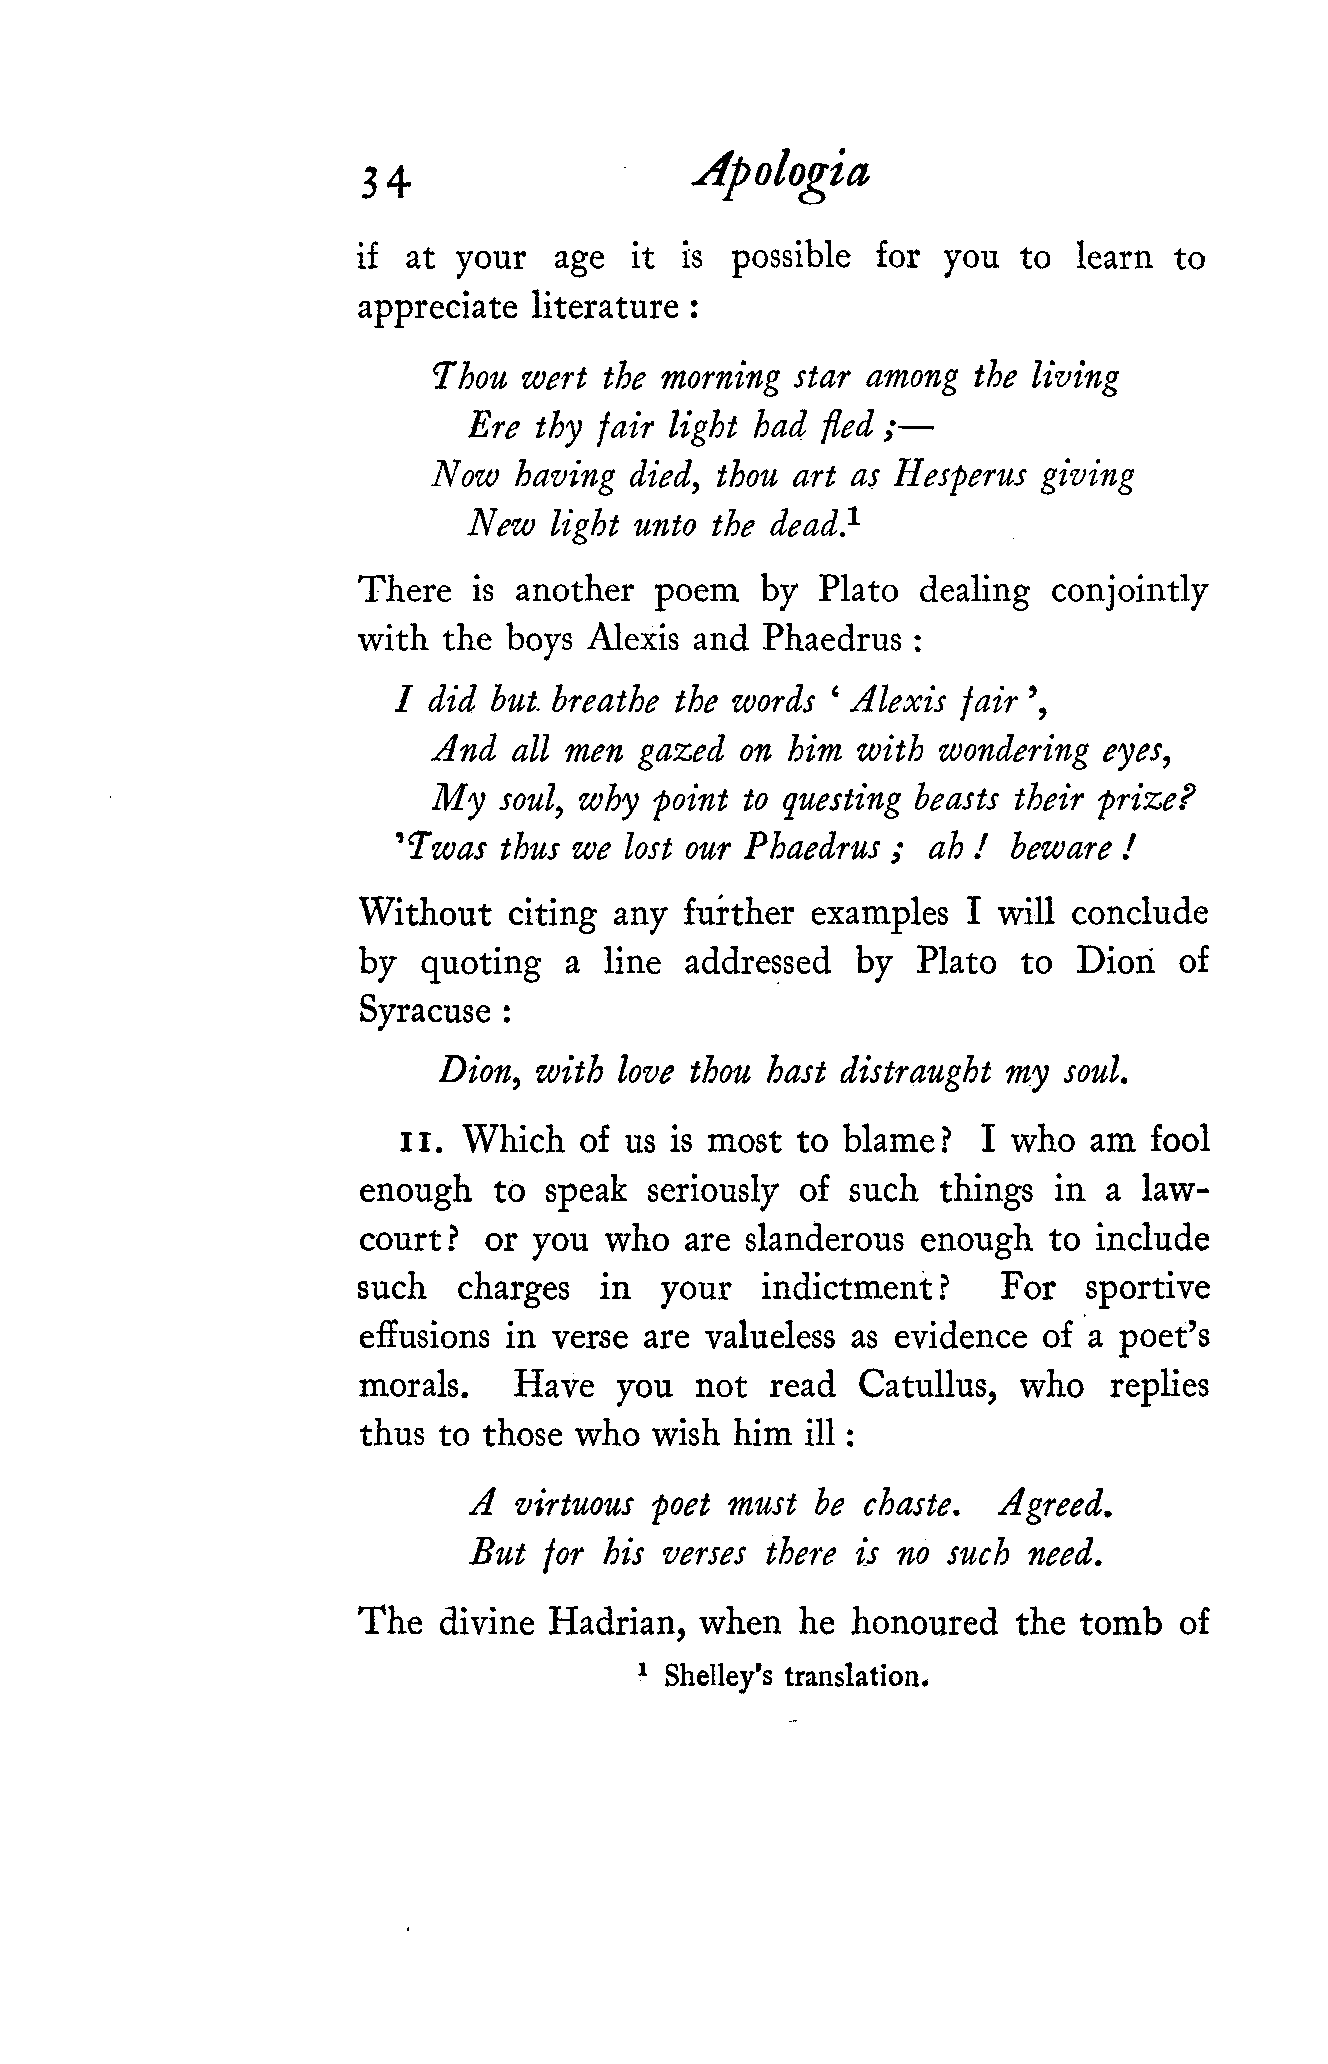 34 Apologia
if at your age it is possible for you to learn to
appreciate literature :
Thou wert the morning star among the living
Ere thy fair light had fled ;—
Now having died, thou art as Hesperus giving
New light unto the dead.¹
There is another poem by Plato dealing conjointly
with the boys Alexis and Phaedrus :
I did but breathe the words ‘ Alexis fair ’,
And all men gazed on him with wondering eyes,
My soul, why point to questing beasts their prize?
’Twas thus we lost our Phaedrus ; ah ! beware !
Without citing any further examples I will conclude
by quoting a line addressed by Plato to Dion of
Syracuse :
Dion, with love thou hast distraught my soul.
11. Which of us is most to blame? I who am fool
enough to speak seriously of such things in a law-
court? or you who are slanderous enough to include
such charges in your indictment? For sportive
effusions in verse are valueless as evidence of a poet’s
morals. Have you not read Catullus, who replies
thus to those who wish him ill :
A virtuous poet must be chaste. Agreed.
But for his verses there is no such need.
The divine Hadrian, when he honoured the tomb of
¹ Shelley’s translation.